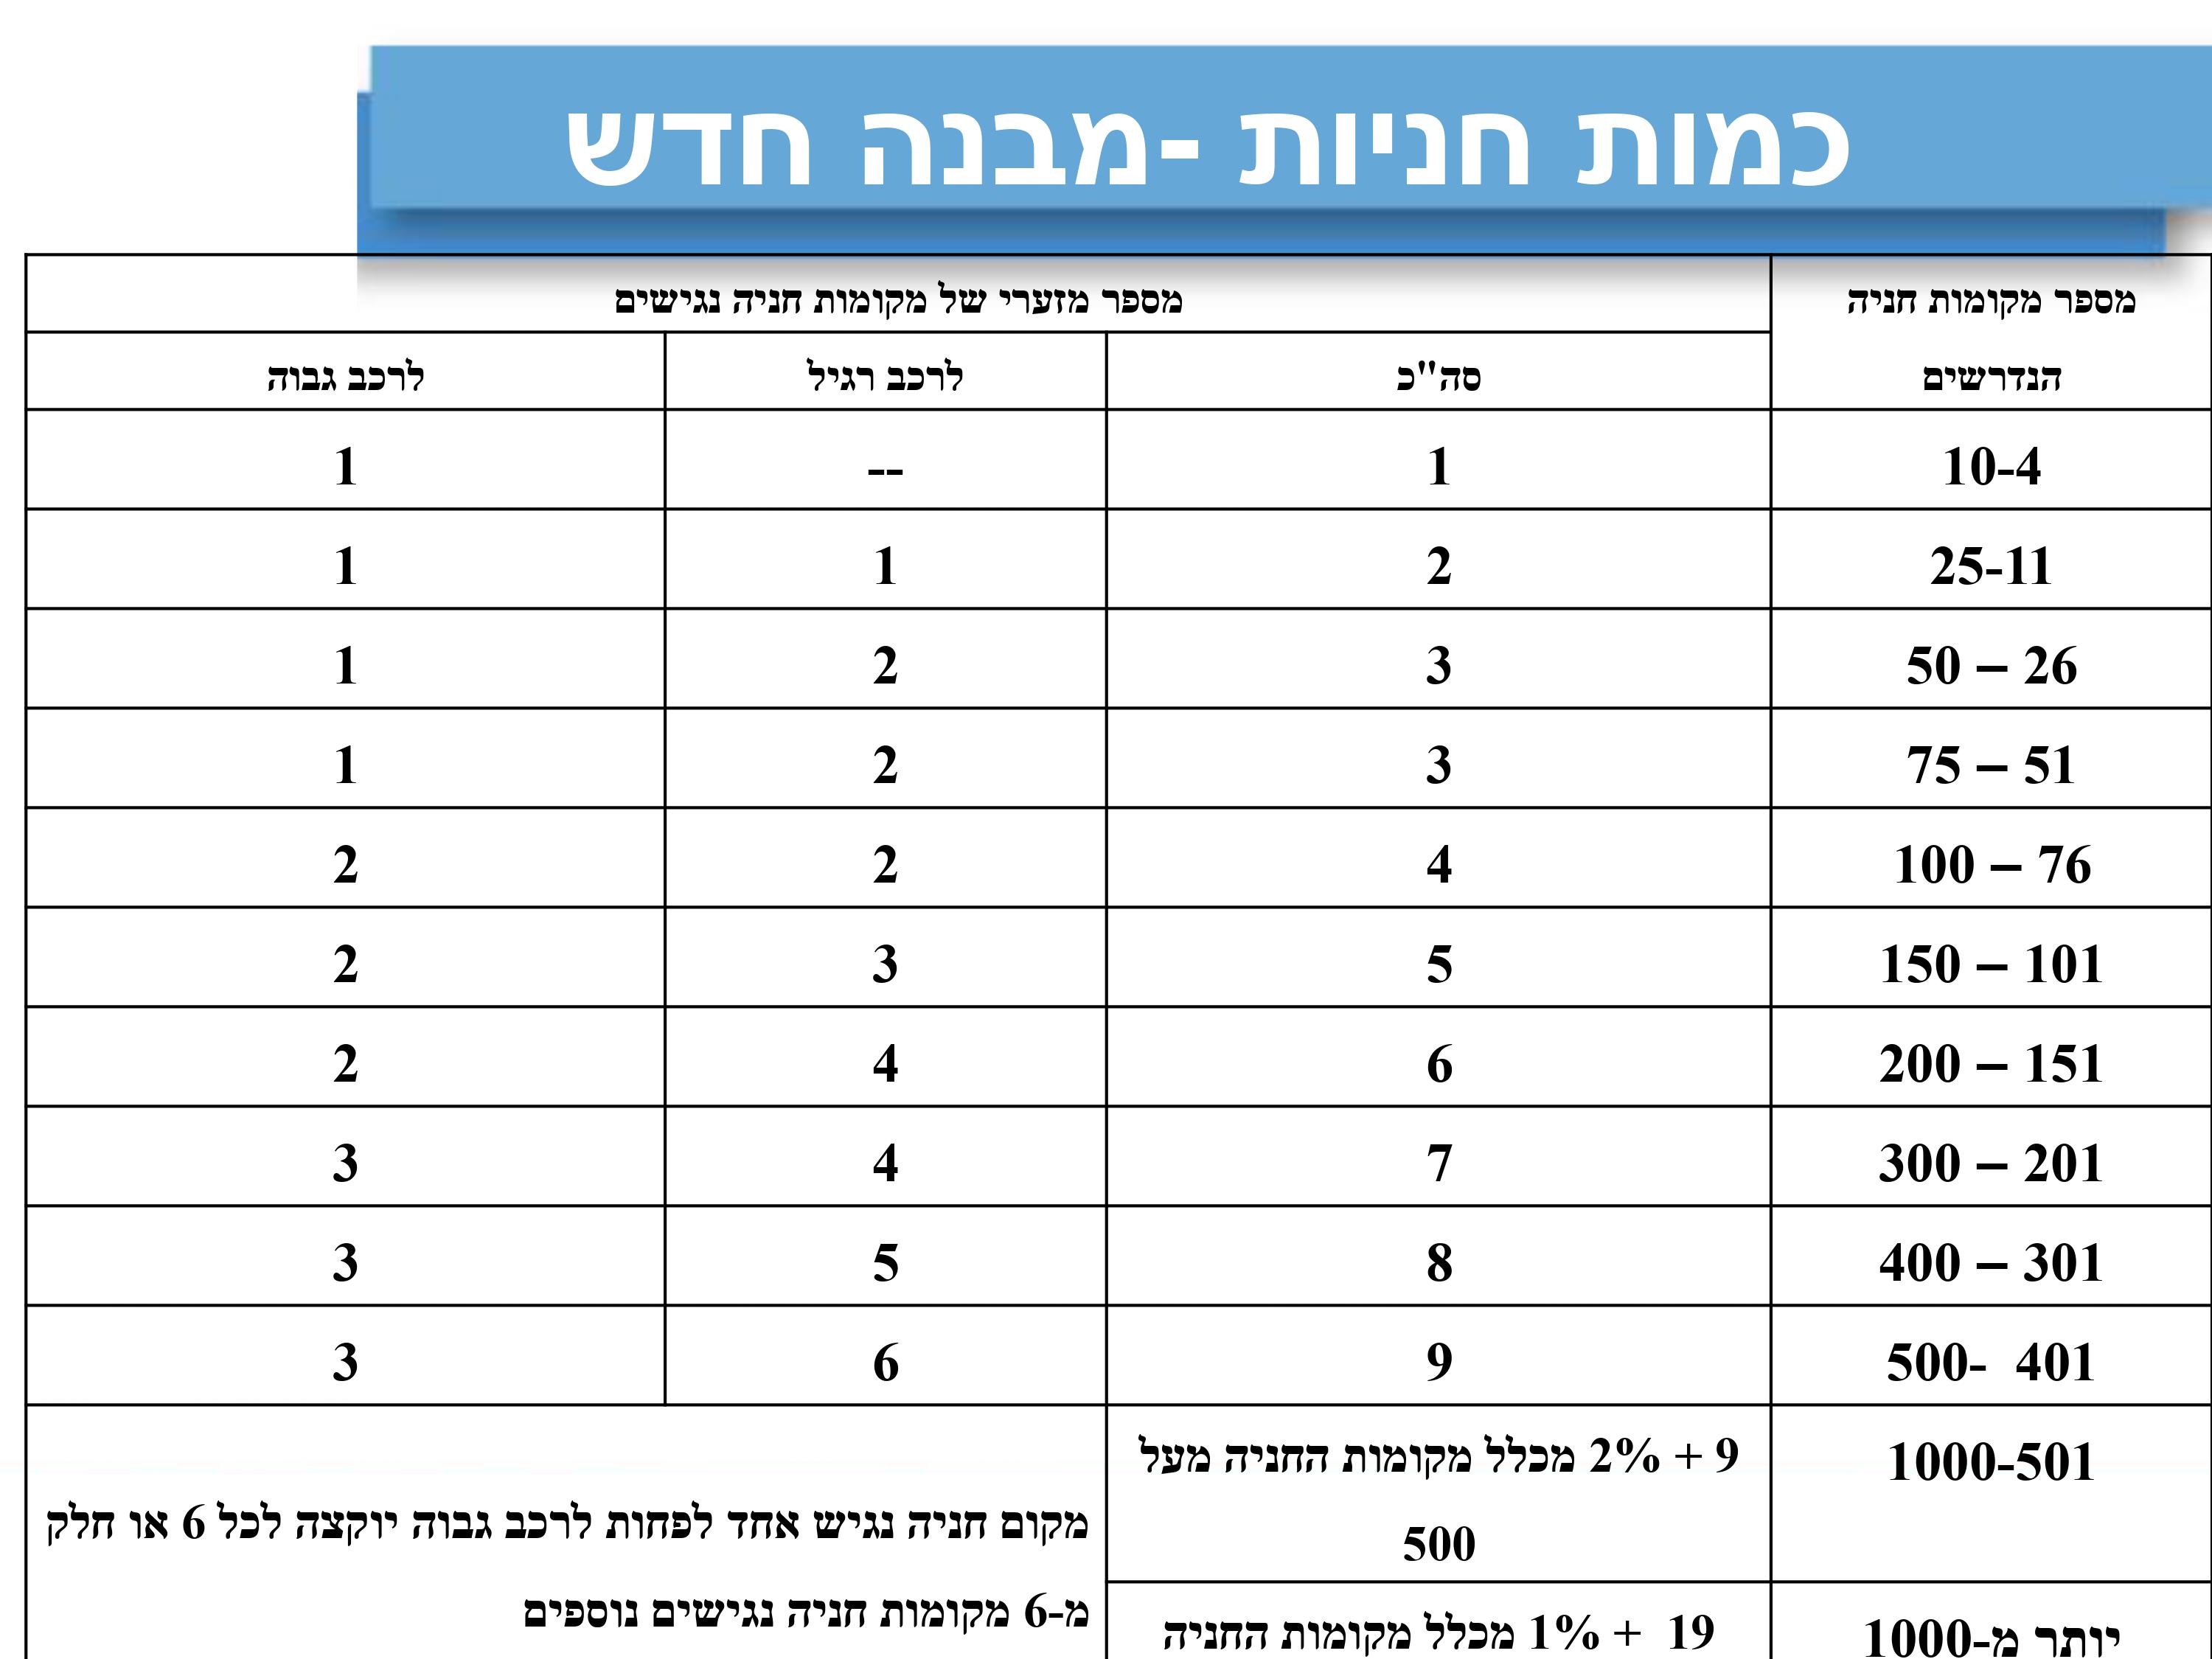 כמות חניות -מבנה חדש
מספר מקומות חניה
הנדרשים
מספר מזערי של מקומות חניה נגישים
סה"כ
לרכב רגיל
לרכב גבוה
10-4
1
--
1
25-11
2
1
1
26 – 50
3
2
1
51 – 75
3
2
1
76 – 100
4
2
2
101 – 150
5
3
2
151 – 200
6
4
2
201 – 300
7
4
3
301 – 400
8
5
3
401 -500
9
6
3
1000-501
9 + 2% מכלל מקומות החניה מעל
500
מקום חניה נגיש אחד לפחות לרכב גבוה יוקצה לכל 6 או חלק
מ-6 מקומות חניה נגישים נוספים
יותר מ-1000
19 + 1% מכלל מקומות החניה